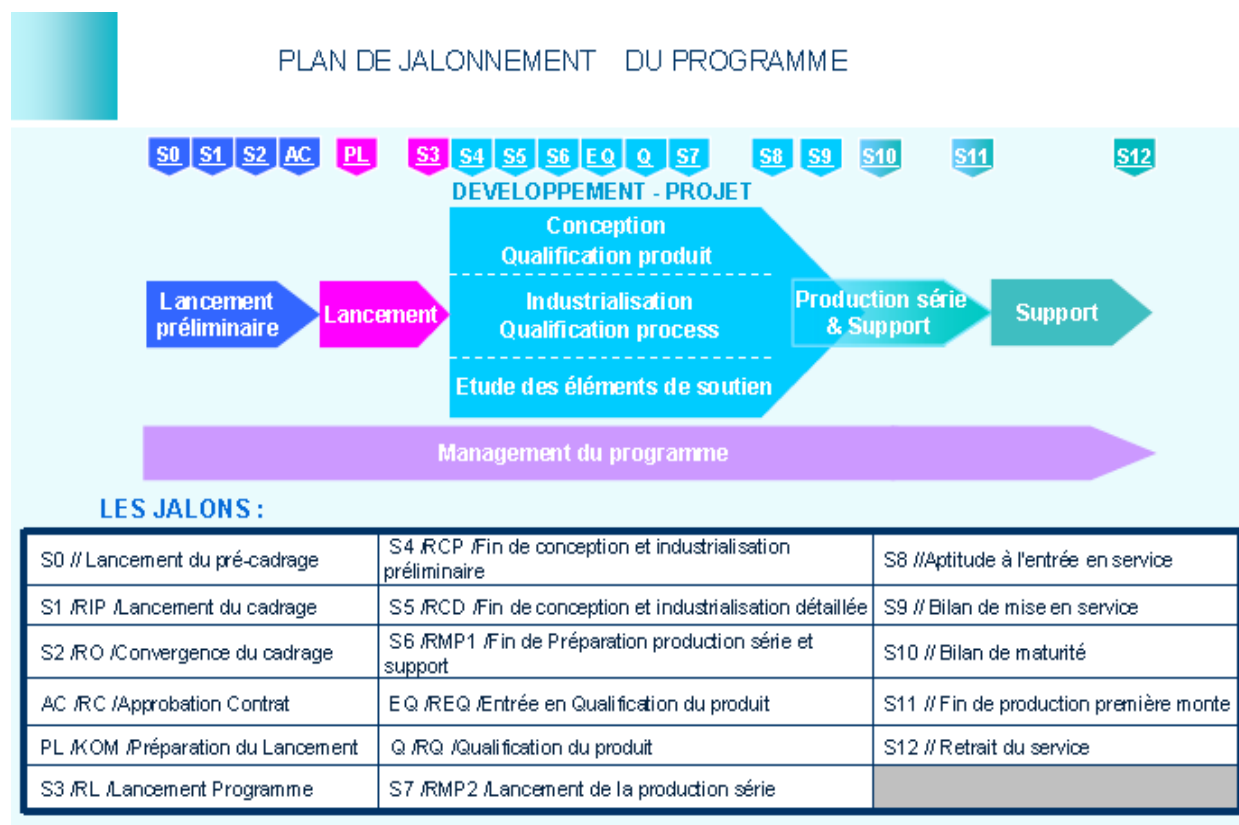 PLAN DE JALONNEMENT DU PROGRAMME
S0 S1 S2 AC PL S3 S4 S5 S6 EQ Q S7 S8 S9 S10 S11 S12
DEVELOPPEMENT - PROJET
Conception
Qualification produit
Industrialisation
Qualification process
Etude des éléments de soutien
Lancement
préliminaire
Lancement
Production série
& Support
Support
Management du programme
LES JALONS :
S0 // Lancement du pré-cadrage
S4 /RCP /Fin de conception et industrialisation
préliminaire
S8 //Aptitude à l'entrée en service
S1 /RIP /Lancement du cadrage
S5 /RCD /Fin de conception et industrialisation détaillée
S9 // Bilan de mise en service
S2 /RO /Convergence du cadrage
S6 /RMP1 /Fin de Préparation production série et
support
S10 // Bilan de maturité
AC /RC /Approbation Contrat
EQ /REQ /Entrée en Qualification du produit
S11 // Fin de production première monte
PL /KOM /Préparation du Lancement
Q /RQ /Qualification du produit
S12 // Retrait du service
S3 /RL /Lancement Programme
S7 /RMP2 /Lancement de la production série